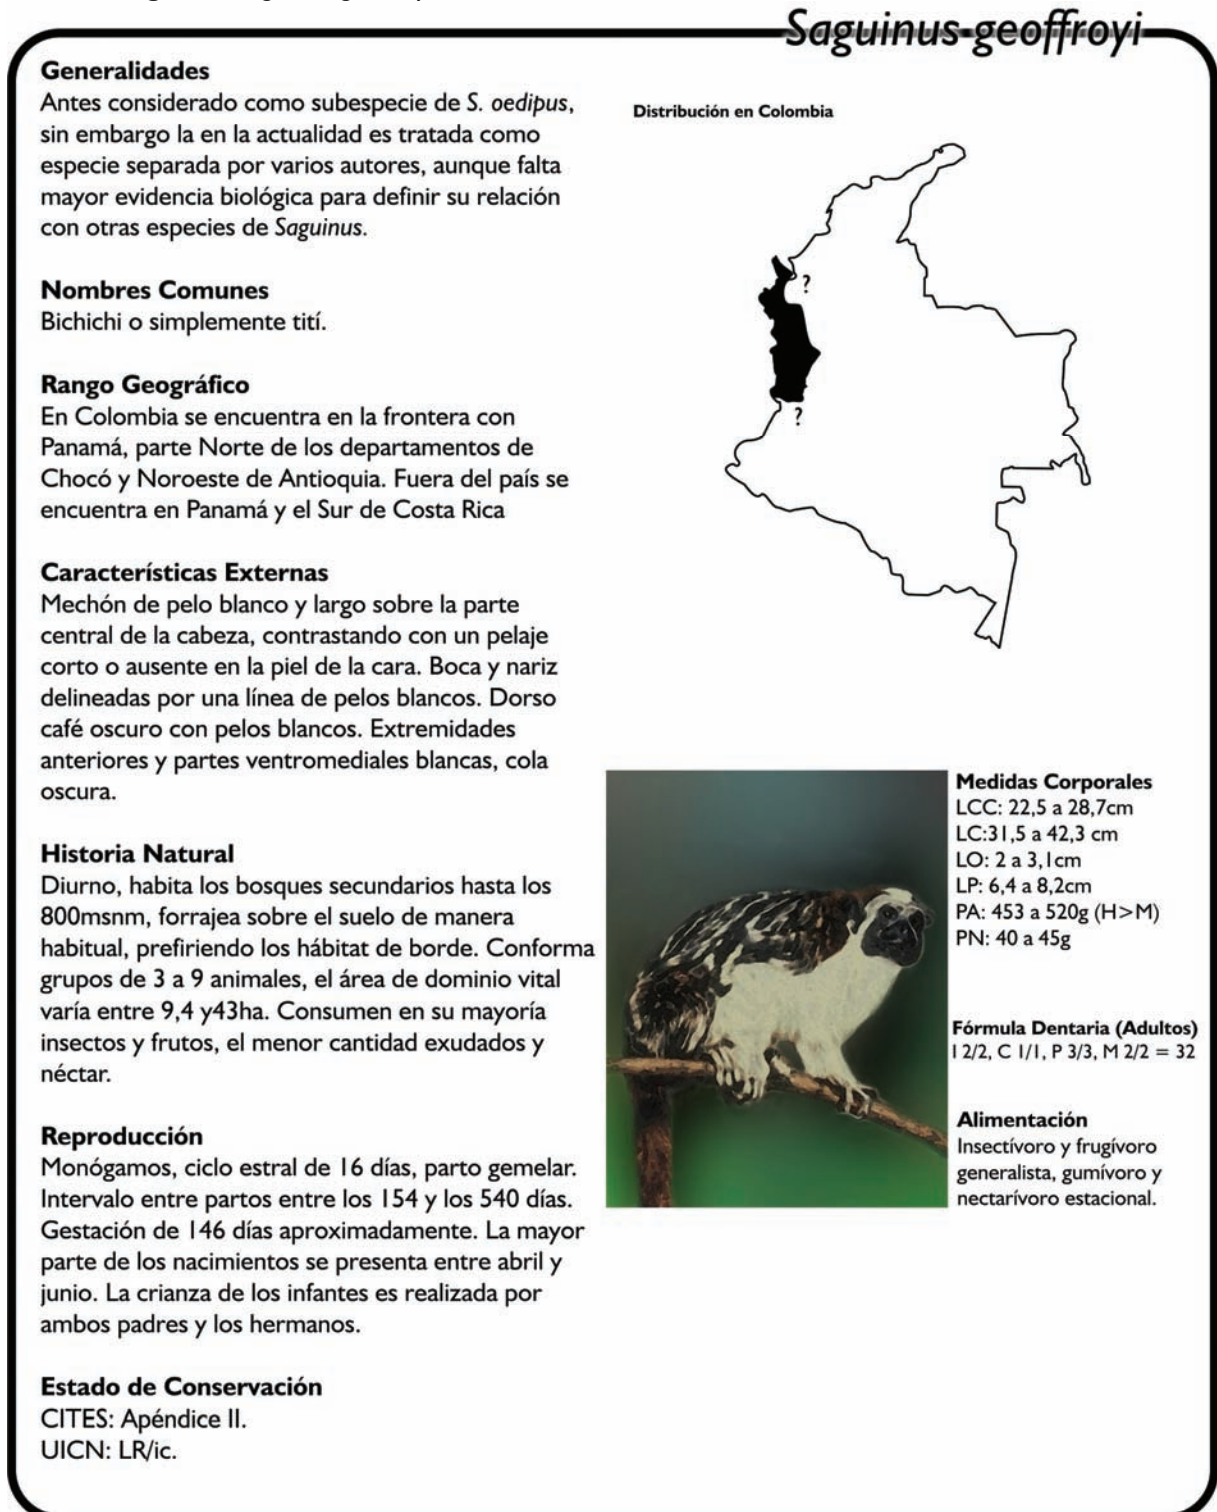 Saguinus geoffroyi
Generalidades
Antes considerado como subespecie de S. oedipus,
sin embargo la en la actualidad es tratada como
especie separada por varios autores, aunque falta
mayor evidencia biológica para definir su relación
con otras especies de Saguinus.
Nombres Comunes
Bichichi o simplemente tití.
Rango Geográfico
En Colombia se encuentra en la frontera con
Panamá, parte Norte de los departamentos de
Chocó y Noroeste de Antioquia. Fuera del país se
encuentra en Panamá y el Sur de Costa Rica
Características Externas
Mechón de pelo blanco y largo sobre la parte
central de la cabeza, contrastando con un pelaje
corto o ausente en la piel de la cara. Boca y nariz
delineadas por una línea de pelos blancos. Dorso
café oscuro con pelos blancos. Extremidades
anteriores y partes ventromediales blancas, cola
oscura.
Historia Natural
Diurno, habita los bosques secundarios hasta los
800msnm, forrajea sobre el suelo de manera
habitual, prefiriendo los hábitat de borde. Conforma
grupos de 3 a 9 animales, el área de dominio vital
varía entre 9,4 y43ha. Consumen en su mayoría
insectos y frutos, el menor cantidad exudados y
néctar.
Reproducción
Monógamos, ciclo estral de 16 días, parto gemelar.
Intervalo entre partos entre los 154 y los 540 días.
Gestación de 146 días aproximadamente. La mayor
parte de los nacimientos se presenta entre abril y
junio. La crianza de los infantes es realizada por
ambos padres y los hermanos.
Estado de Conservación
CITES: Apéndice II.
UICN: LR/ic.
Distribución en Colombia
?
?
Medidas Corporales
LCC: 22,5 a 28,7cm
LC:31,5 a 42,3 cm
LO: 2 a 3,1cm
LP: 6,4 a 8,2cm
PA: 453 a 520g (H>M)
PN: 40 a 45g
Fórmula Dentaria (Adultos)
I 2/2, C 1/1, P 3/3, M 2/2 = 32
Alimentación
Insectívoro y frugívoro
generalista, gumívoro y
nectarívoro estacional.